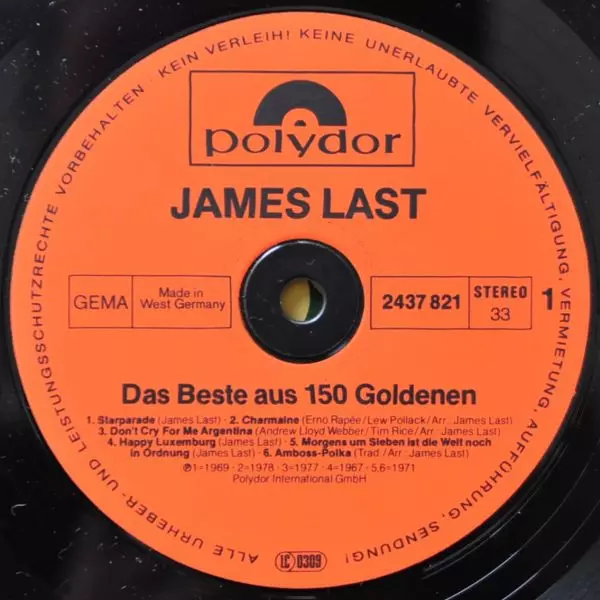 ALLE URHEBER- UND LEISTUNGSSCHUTZRECHTE VORBEHALTEN · KEIN VERLEIH! KEINE UNERLAUBTE VERVIELFÄLTIGUNG, VERMIETUNG, AUFFÜHRUNG, SENDUNG!
polydor
JAMES LAST
GEMA
Made in
West Germany
2437 821
STEREO
33
1
Das Beste aus 150 Goldenen
1. Starparade (James Last) · 2. Charmaine (Erno Rapée/Lew Pollack/Arr.: James Last)
3. Don't Cry For Me Argentina (Andrew Lloyd Webber/Tim Rice/Arr.: James Last)
4. Happy Luxemburg (James Last) · 5. Morgens um Sieben ist die Welt noch
in Ordnung (James Last) · 6. Amboss-Polka (Trad./Arr.: James Last)
℗ 1=1969 · 2=1978 · 3=1977 · 4=1967 · 5,6=1971
Polydor International GmbH
LC 0309